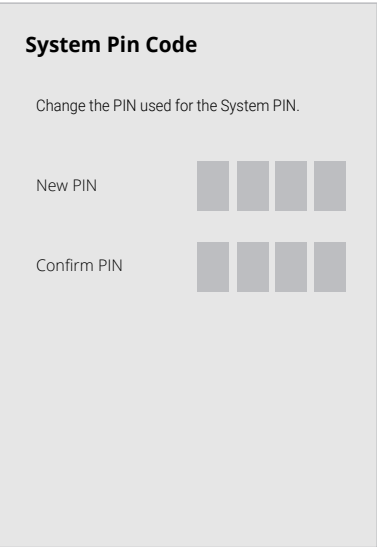 System Pin Code
Change the PIN used for the System PIN.
New PIN
Confirm PIN